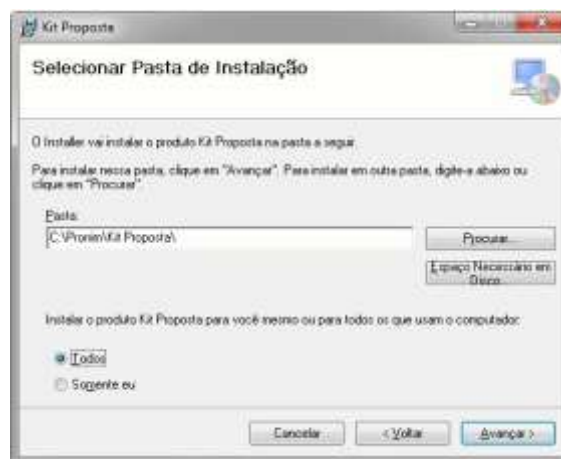 Kit Proposta
Selecionar Pasta de Instalação
O Installer vai instalar o produto Kit Proposta na pasta a seguir.
Para instalar nessa pasta, clique em "Avançar". Para instalar em outra pasta, digite-a abaixo ou
clique em "Procurar".
Pasta:
C:\Pronim\Kit Proposta\
Procurar...
Espaço Necessário em
Disco...
Instalar o produto Kit Proposta para você mesmo ou para todos os que usam o computador:
Todos
Somente eu
Cancelar
< Voltar
Avançar >